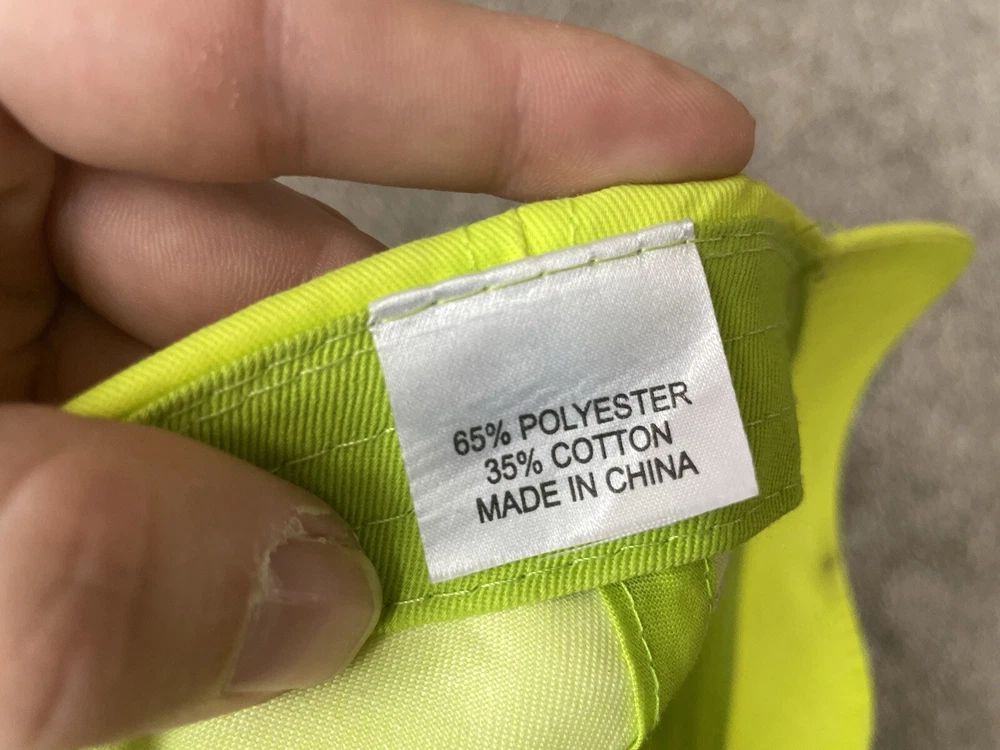 65% POLYESTER
35% COTTON
MADE IN CHINA